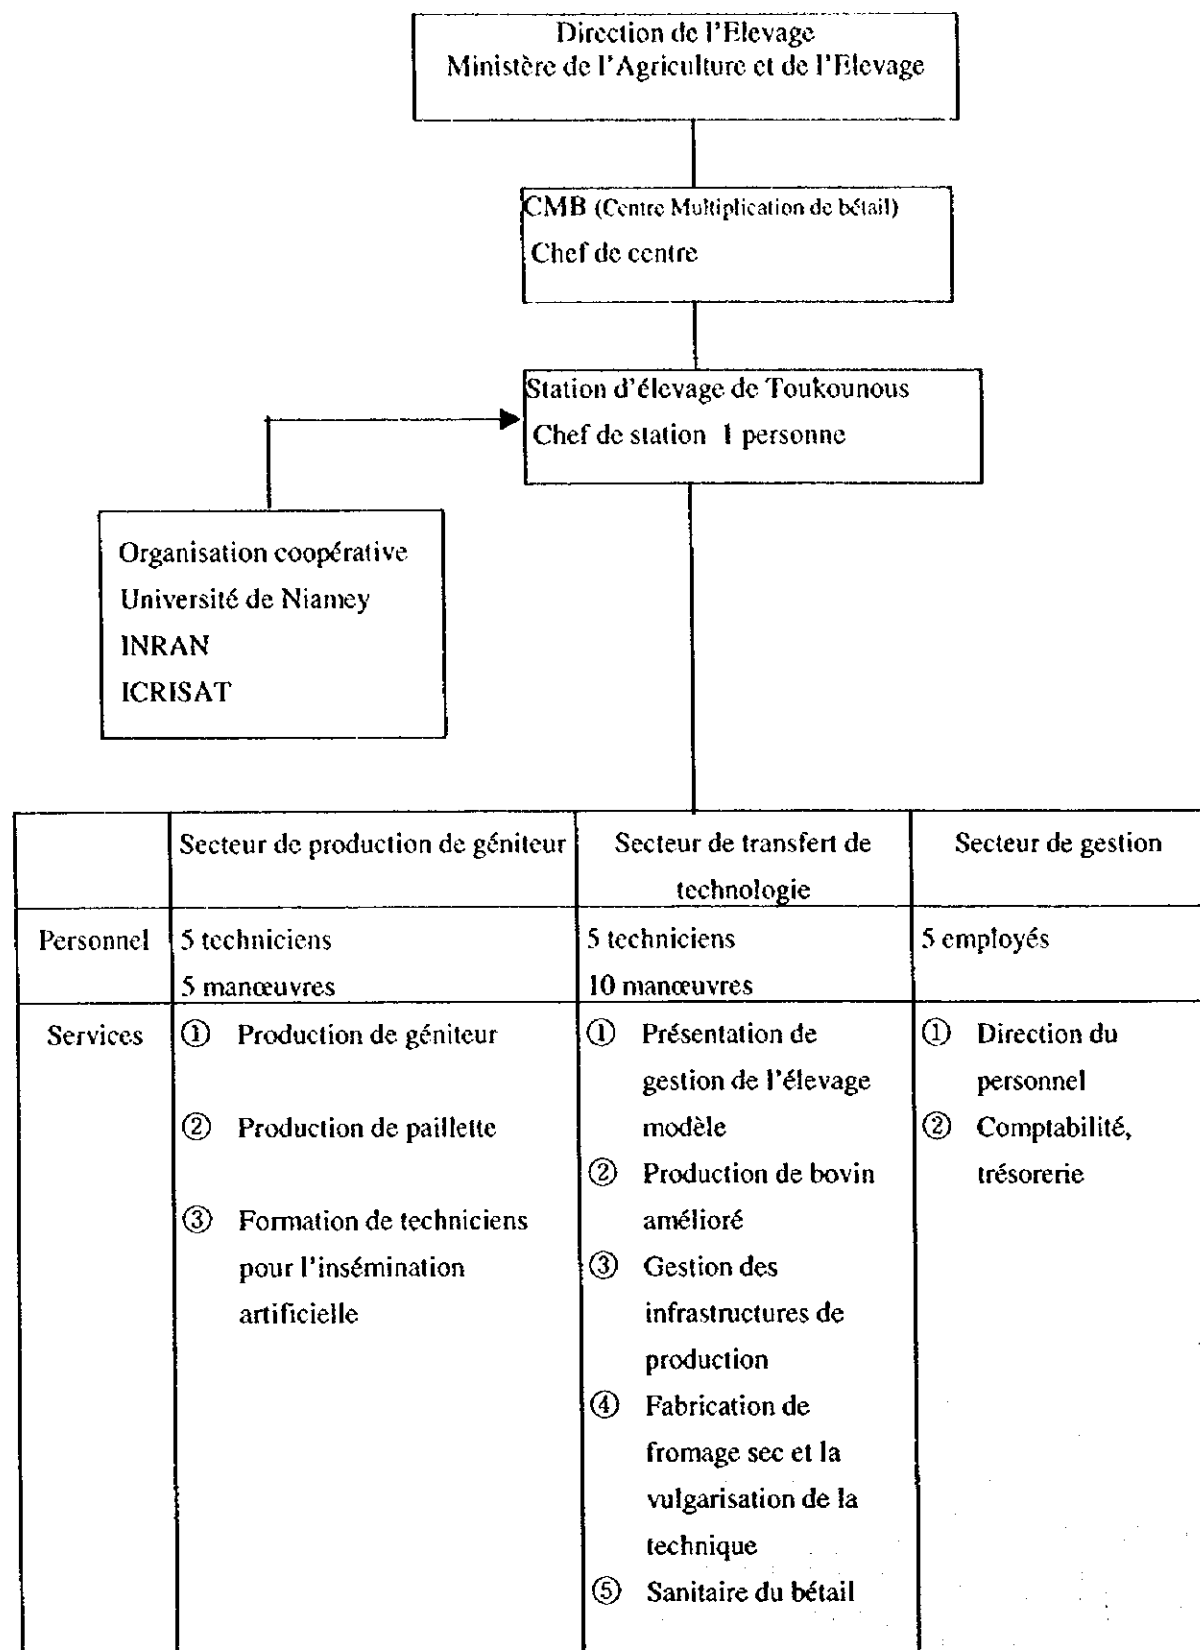 Direction de l'Elevage
Ministère de l'Agriculture et de l'Elevage
CMB (Centre Multiplication de bétail)
Chef de centre
Station d'élevage de Toukounous
Chef de station 1 personne
Organisation coopérative
Université de Niamey
INRAN
ICRISAT
Secteur de production de géniteur
Secteur de transfert de
technologie
Secteur de gestion
Personnel
5 techniciens
5 manœuvres
5 techniciens
10 manœuvres
5 employés
Services
① Production de géniteur
② Production de paillette
③ Formation de techniciens
pour l'insémination
artificielle
① Présentation de
gestion de l'élevage
modèle
② Production de bovin
amélioré
③ Gestion des
infrastructures de
production
④ Fabrication de
fromage sec et la
vulgarisation de la
technique
⑤ Sanitaire du bétail
① Direction du
personnel
② Comptabilité,
trésorerie